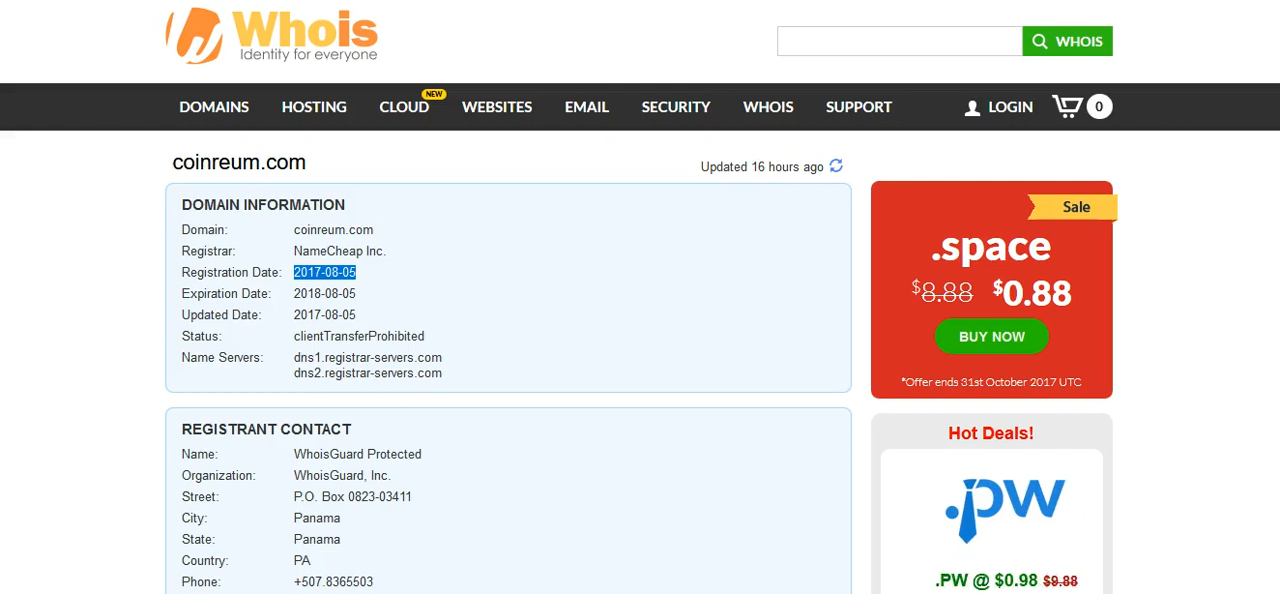 Whois
Identity for everyone
WHOIS
DOMAINS HOSTING CLOUD NEW WEBSITES EMAIL SECURITY WHOIS SUPPORT LOGIN 0
coinreum.com
Updated 16 hours ago
DOMAIN INFORMATION
Domain: coinreum.com
Registrar: NameCheap Inc.
Registration Date: 2017-08-05
Expiration Date: 2018-08-05
Updated Date: 2017-08-05
Status: clientTransferProhibited
Name Servers: dns1.registrar-servers.com
dns2.registrar-servers.com
REGISTRANT CONTACT
Name: WhoisGuard Protected
Organization: WhoisGuard, Inc.
Street: P.O. Box 0823-03411
City: Panama
State: Panama
Country: PA
Phone: +507.8365503
Sale
.space
$8.88 $0.88
BUY NOW
*Offer ends 31st October 2017 UTC
Hot Deals!
.PW
.PW @ $0.98 $9.88